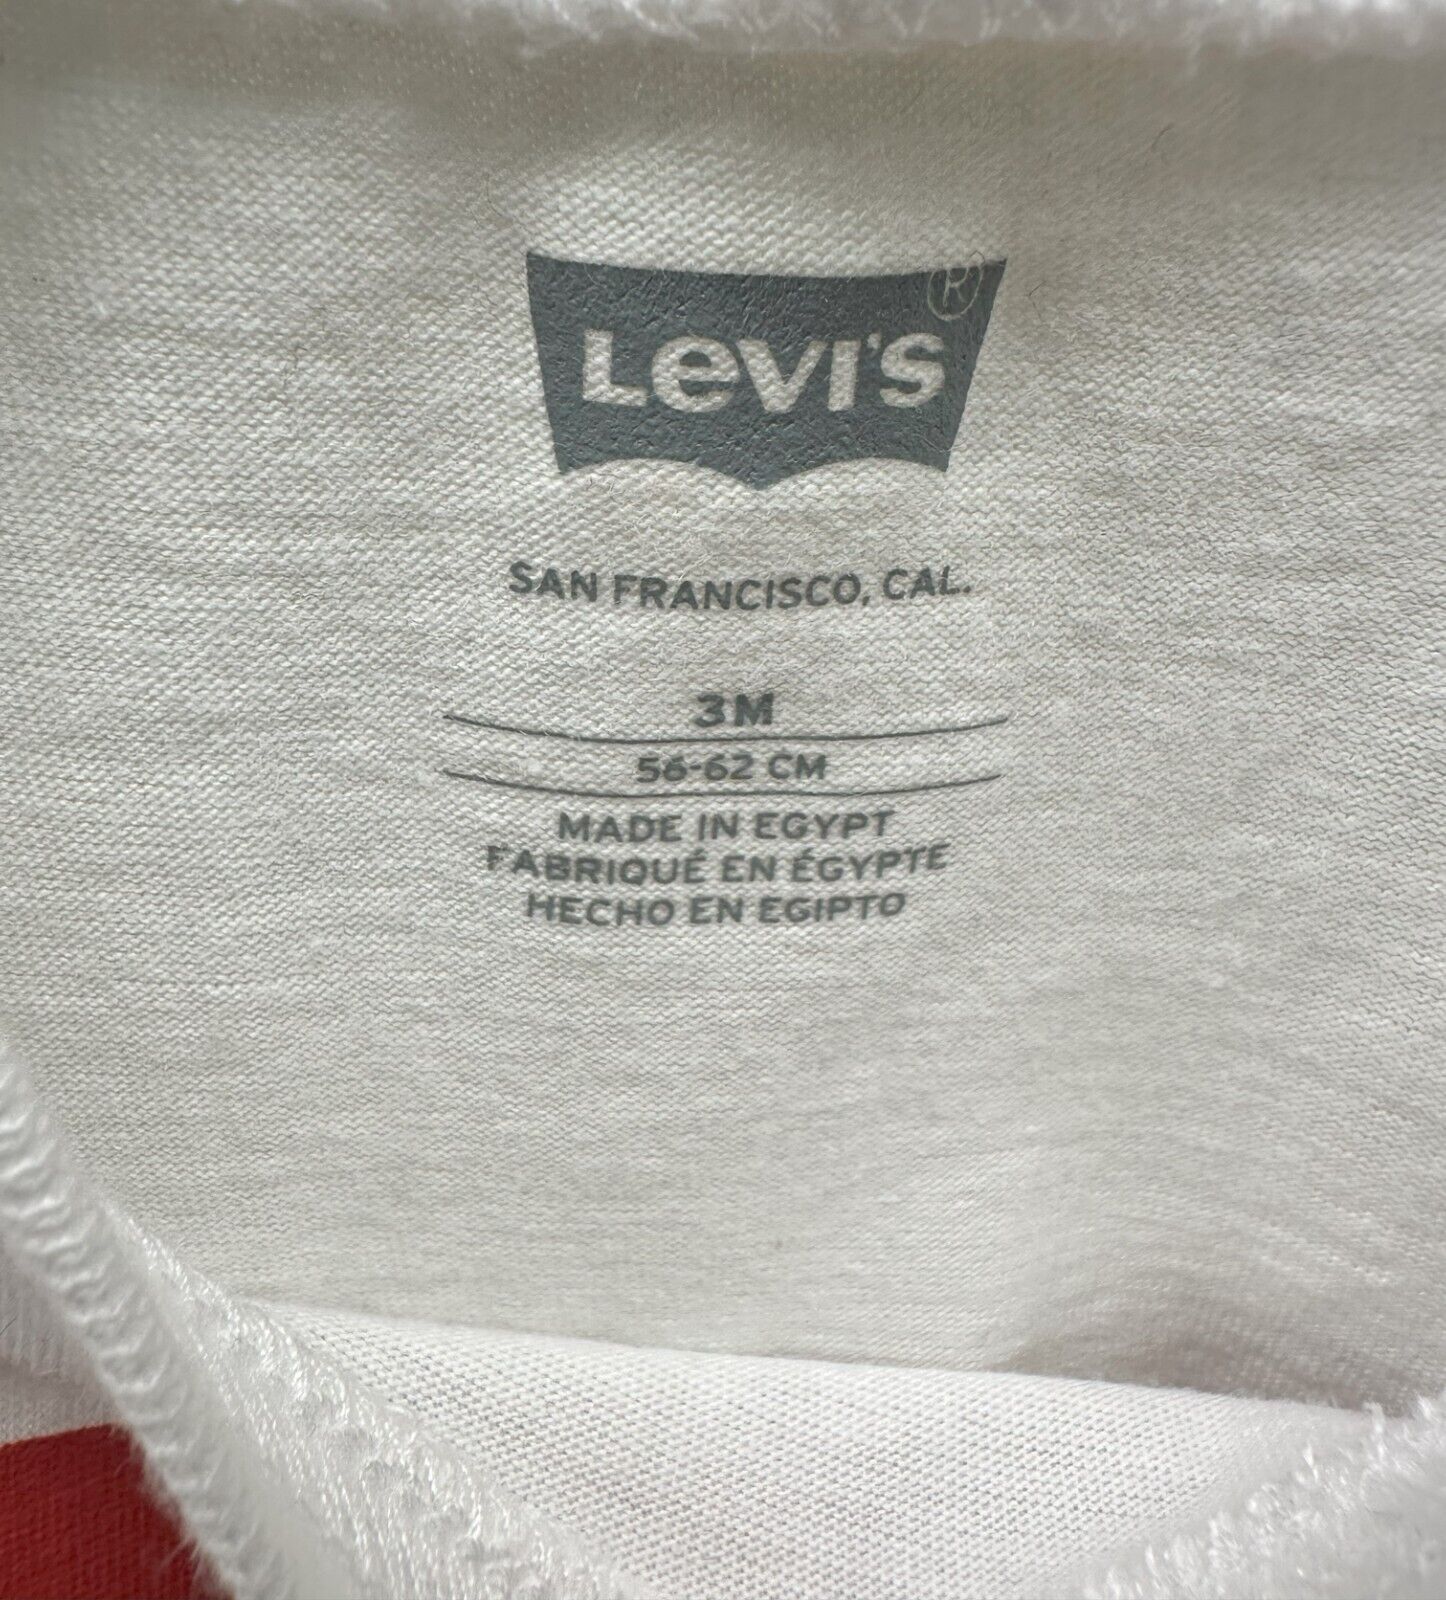 Levi's ®
SAN FRANCISCO, CAL.
3M
56-62 CM
MADE IN EGYPT
FABRIQUÉ EN ÉGYPTE
HECHO EN EGIPTO